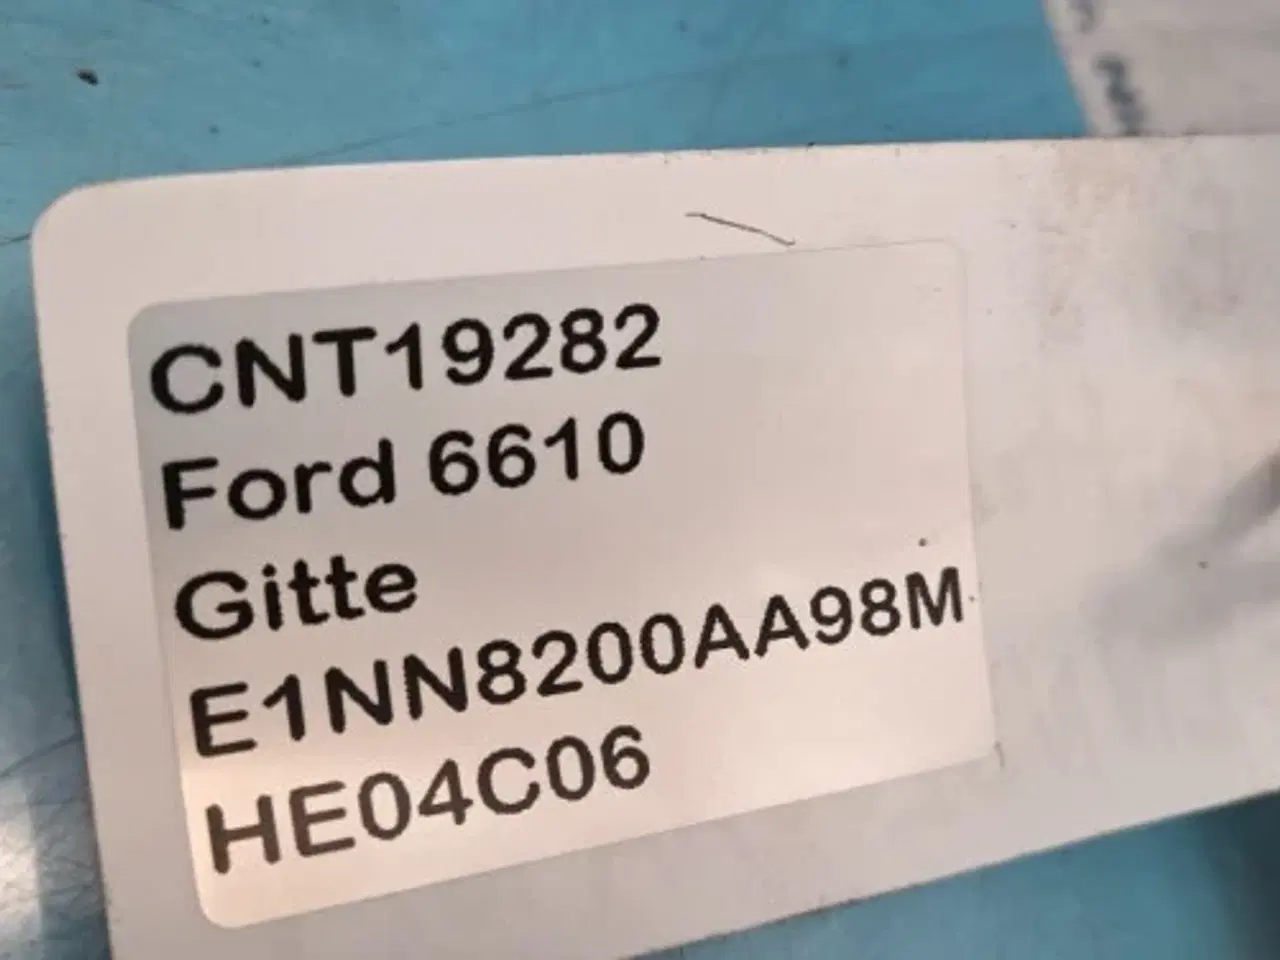 CNT19282
Ford 6610
Gitte
E1NN8200AA98M
HE04C06